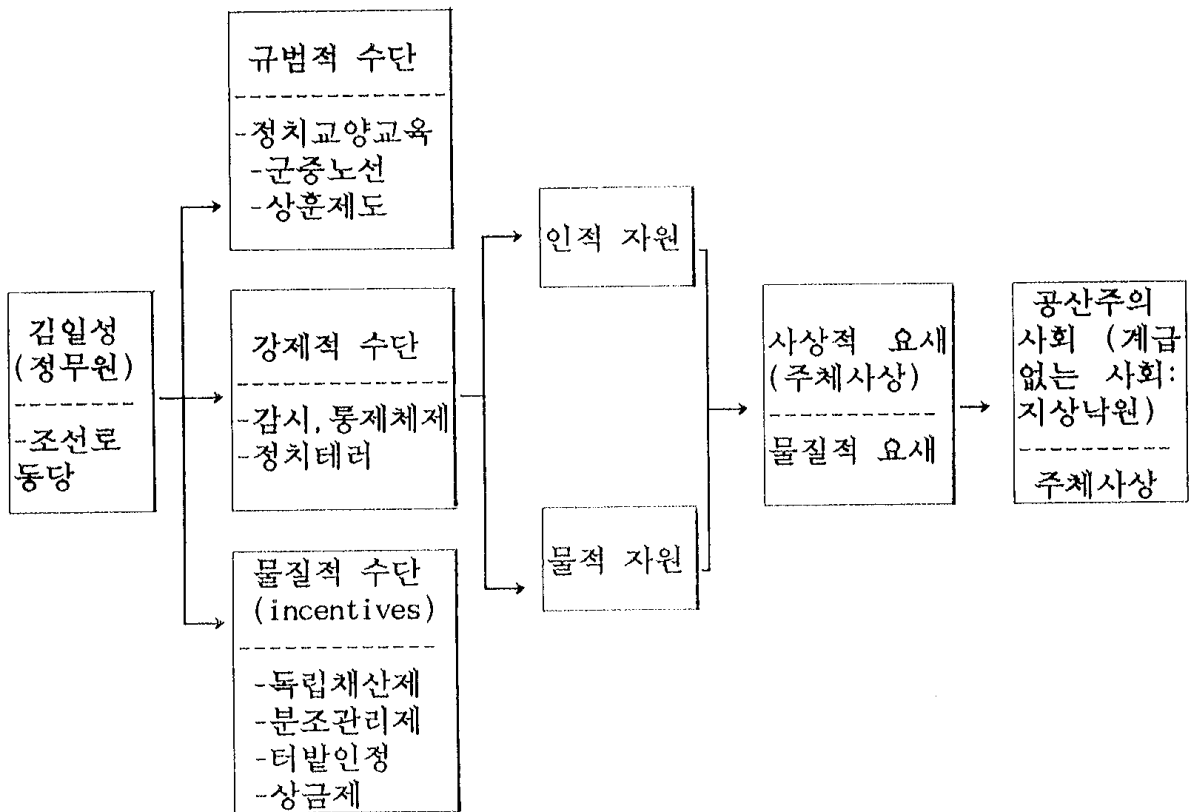 규범적 수단
-정치교양교육
-군중노선
-상훈제도
인적 자원
김일성
(정무원)
-조선로
동당
강제적 수단
-감시,통제체제
-정치테러
사상적 요새
(주체사상)
물질적 요새
공산주의
사회 (계급
없는 사회:
지상낙원)
주체사상
물적 자원
물질적 수단
(incentives)
-독립채산제
-분조관리제
-터밭인정
-상금제